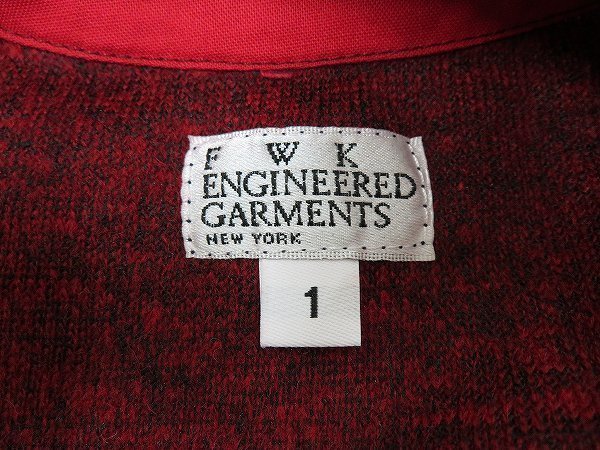 F W K
ENGINEERED
GARMENTS
NEW YORK
1